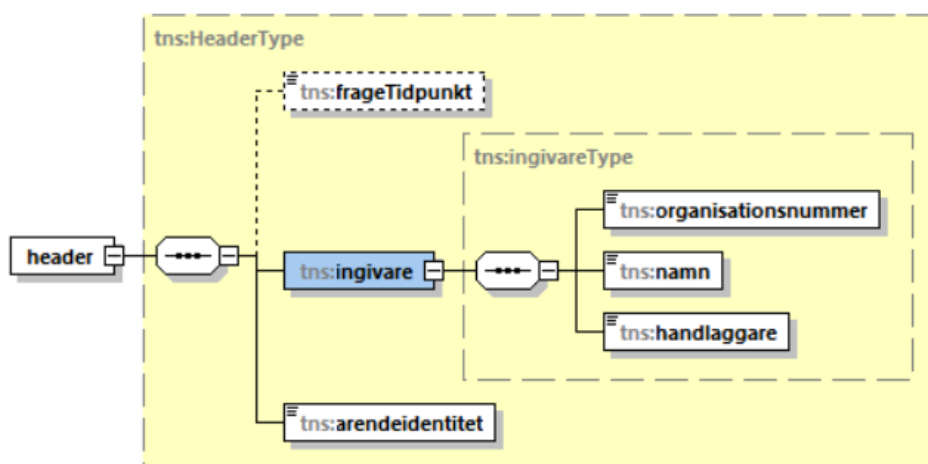 tns:HeaderType
tns:frageTidpunkt
tns:ingivareType
tns:organisationsnummer
header
tns:ingivare
tns:namn
tns:handlaggare
tns:arendeidentitet